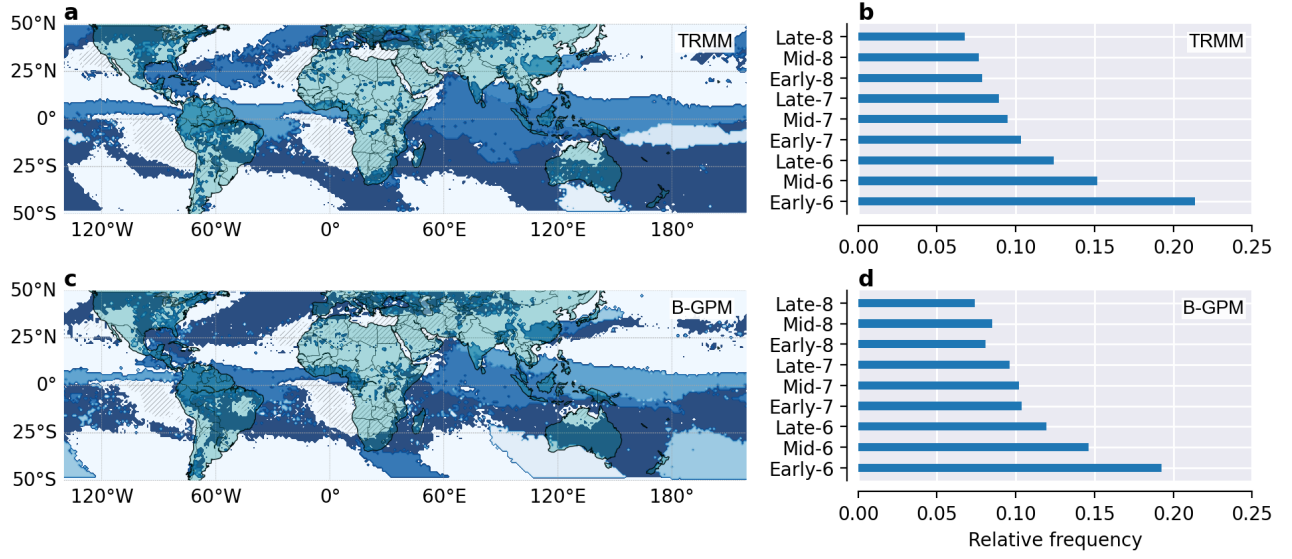 a
50°N
25°N
0°
25°S
50°S
TRMM
120°W 60°W 0° 60°E 120°E 180°
b
Late-8
Mid-8
Early-8
Late-7
Mid-7
Early-7
Late-6
Mid-6
Early-6
TRMM
0.00 0.05 0.10 0.15 0.20 0.25
c
50°N
25°N
0°
25°S
50°S
B-GPM
120°W 60°W 0° 60°E 120°E 180°
d
Late-8
Mid-8
Early-8
Late-7
Mid-7
Early-7
Late-6
Mid-6
Early-6
B-GPM
0.00 0.05 0.10 0.15 0.20 0.25
Relative frequency